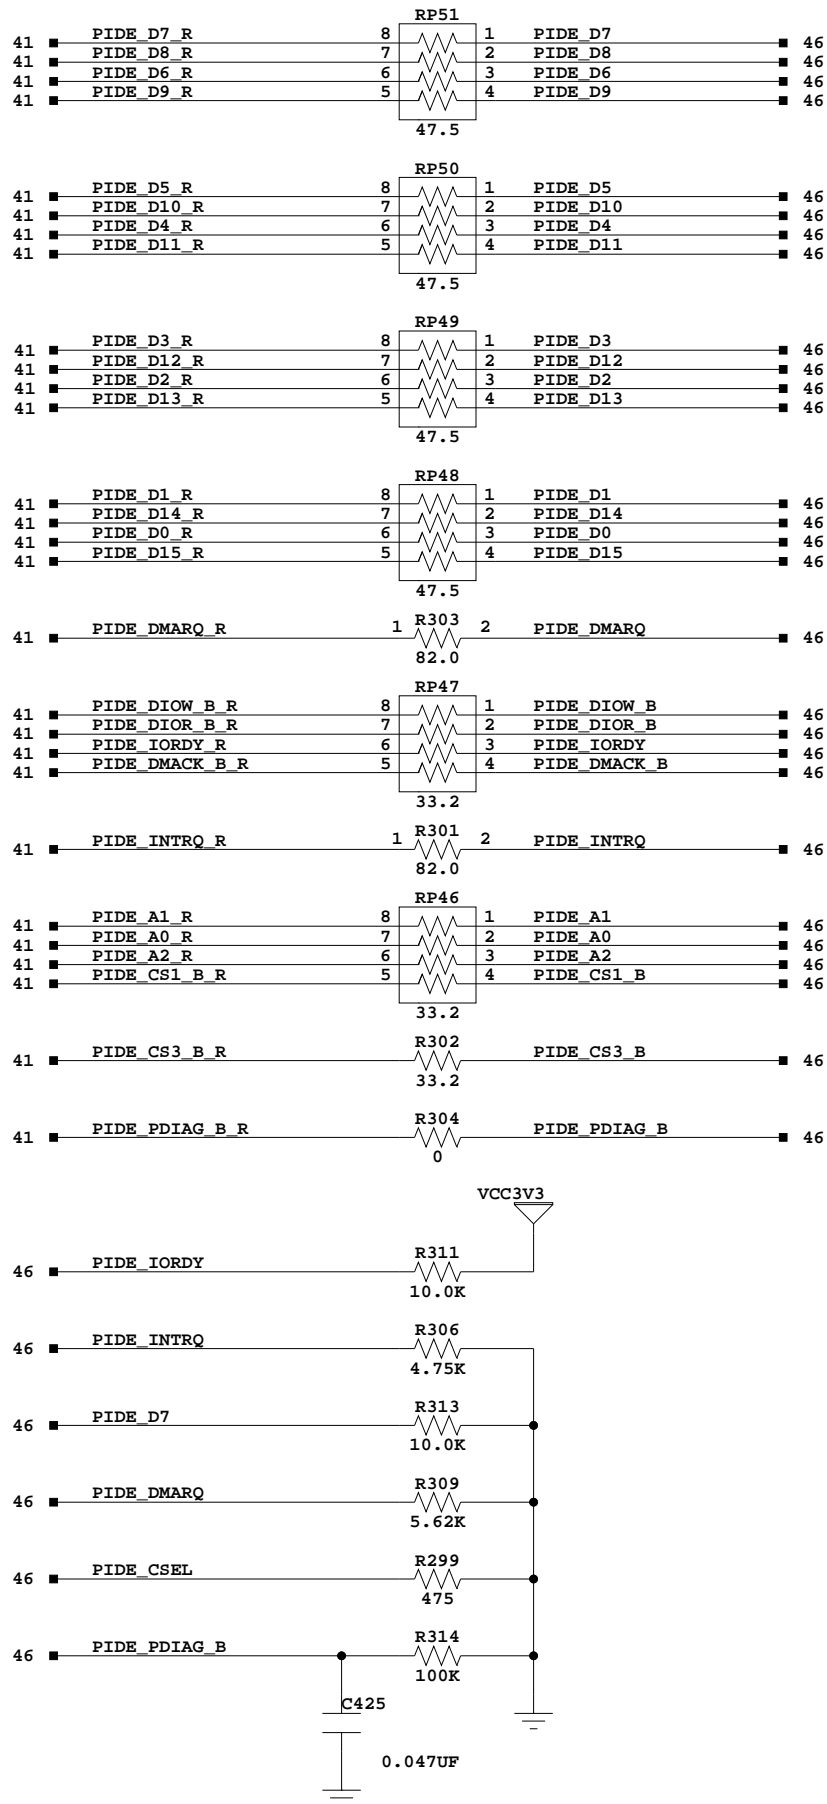 RP51
41 PIDE_D7_R 8 1 PIDE_D7 46
41 PIDE_D8_R 7 2 PIDE_D8 46
41 PIDE_D6_R 6 3 PIDE_D6 46
41 PIDE_D9_R 5 4 PIDE_D9 46
47.5
RP50
41 PIDE_D5_R 8 1 PIDE_D5 46
41 PIDE_D10_R 7 2 PIDE_D10 46
41 PIDE_D4_R 6 3 PIDE_D4 46
41 PIDE_D11_R 5 4 PIDE_D11 46
47.5
RP49
41 PIDE_D3_R 8 1 PIDE_D3 46
41 PIDE_D12_R 7 2 PIDE_D12 46
41 PIDE_D2_R 6 3 PIDE_D2 46
41 PIDE_D13_R 5 4 PIDE_D13 46
47.5
RP48
41 PIDE_D1_R 8 1 PIDE_D1 46
41 PIDE_D14_R 7 2 PIDE_D14 46
41 PIDE_D0_R 6 3 PIDE_D0 46
41 PIDE_D15_R 5 4 PIDE_D15 46
47.5
R303
41 PIDE_DMARQ_R 1 2 PIDE_DMARQ 46
82.0
RP47
41 PIDE_DIOW_B_R 8 1 PIDE_DIOW_B 46
41 PIDE_DIOR_B_R 7 2 PIDE_DIOR_B 46
41 PIDE_IORDY_R 6 3 PIDE_IORDY 46
41 PIDE_DMACK_B_R 5 4 PIDE_DMACK_B 46
33.2
R301
41 PIDE_INTRQ_R 1 2 PIDE_INTRQ 46
82.0
RP46
41 PIDE_A1_R 8 1 PIDE_A1 46
41 PIDE_A0_R 7 2 PIDE_A0 46
41 PIDE_A2_R 6 3 PIDE_A2 46
41 PIDE_CS1_B_R 5 4 PIDE_CS1_B 46
33.2
R302
41 PIDE_CS3_B_R PIDE_CS3_B 46
33.2
R304
41 PIDE_PDIAG_B_R PIDE_PDIAG_B 46
0
VCC3V3
R311
46 PIDE_IORDY
10.0K
R306
46 PIDE_INTRQ
4.75K
R313
46 PIDE_D7
10.0K
R309
46 PIDE_DMARQ
5.62K
R299
46 PIDE_CSEL
475
R314
46 PIDE_PDIAG_B
100K
C425
0.047UF